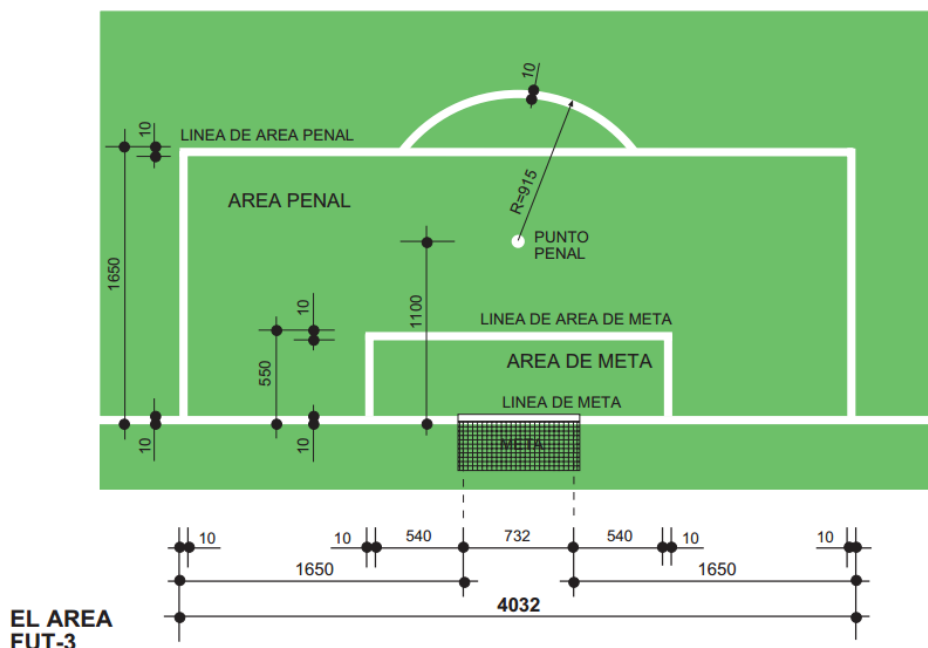 10
10
LINEA DE AREA PENAL
AREA PENAL
R=915
PUNTO
PENAL
1650
1100
10
LINEA DE AREA DE META
550
AREA DE META
LINEA DE META
10
10
META
10
10
540
732
540
10
10
1650
1650
4032
EL AREA
FUT-3